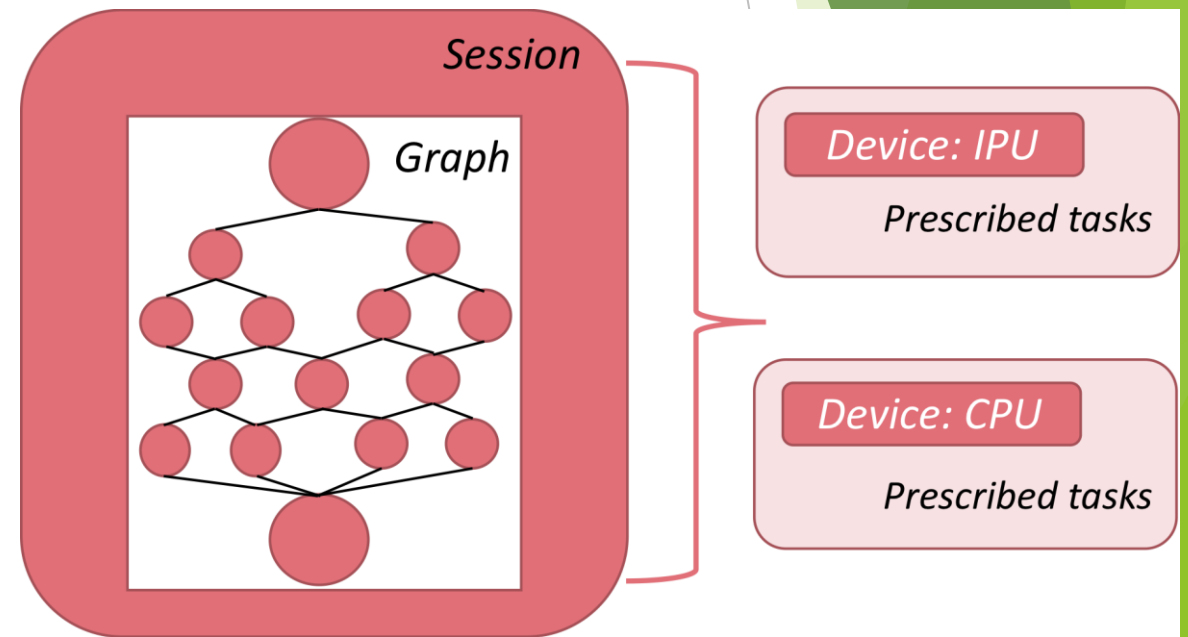 Session
Graph
Device: IPU
Prescribed tasks
Device: CPU
Prescribed tasks